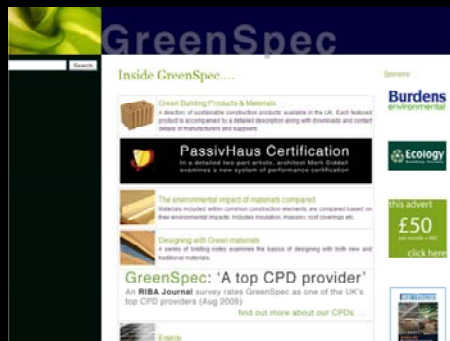 GreenSpec
Search
Inside GreenSpec....
Sponsors
Green Building Products & Materials
A directory of sustainable construction products available in the UK. Each featured
product is accompanied by a detailed description along with downloads and contact
details of manufacturers and suppliers.
Burdens
environmental
PassivHaus Certification
In a detailed two part article, architect Mark Siddall
examines a new system of performance certification
Ecology
The environmental impact of materials compared
Materials included within common construction elements are compared based on
their environmental impacts. Includes insulation, masonry, roof coverings etc.
this advert
£50
per month + VAT
click here
Designing with Green materials
A series of briefing notes examines the basics of designing with both new and
traditional materials.
GreenSpec: 'A top CPD provider'
An RIBA Journal survey rates GreenSpec as one of the UK's
top CPD providers (Aug 2009)
find out more about our CPDs....
Energy